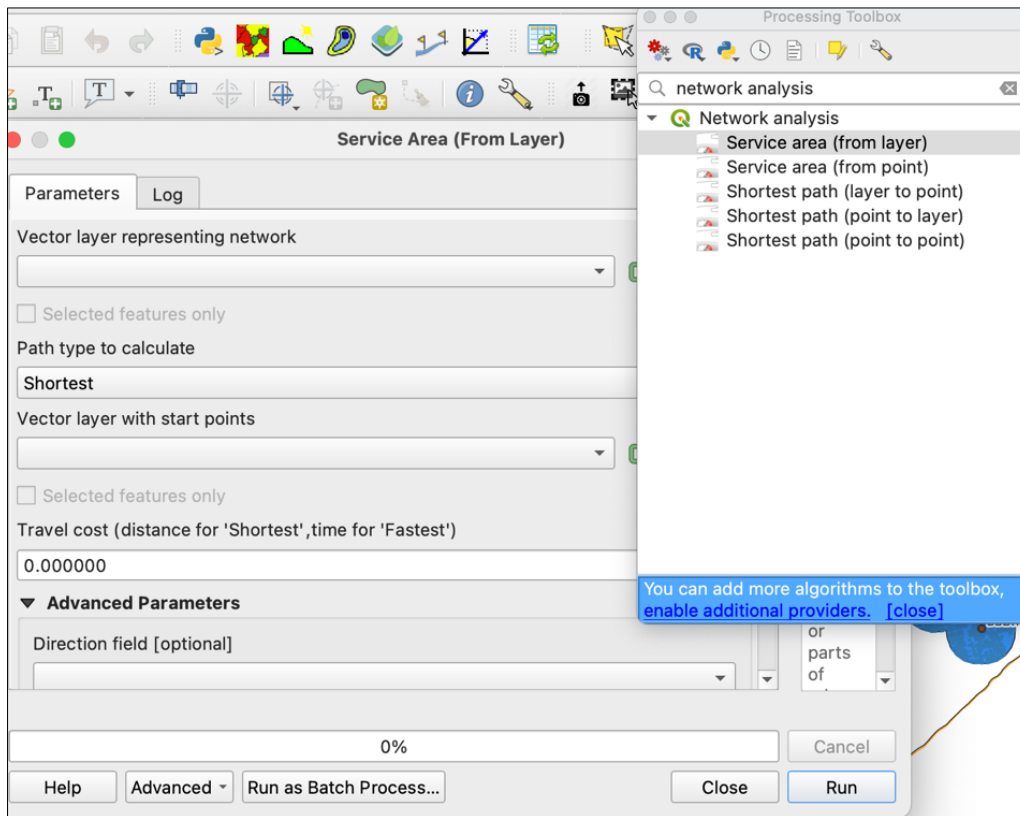 Processing Toolbox
network analysis
Network analysis
Service area (from layer)
Service area (from point)
Shortest path (layer to point)
Shortest path (point to layer)
Shortest path (point to point)
You can add more algorithms to the toolbox,
enable additional providers. [close]
Service Area (From Layer)
Parameters
Log
Vector layer representing network
Selected features only
Path type to calculate
Shortest
Vector layer with start points
Selected features only
Travel cost (distance for 'Shortest',time for 'Fastest')
0.000000
Advanced Parameters
Direction field [optional]
or
parts
of
0%
Cancel
Help
Advanced
Run as Batch Process...
Close
Run